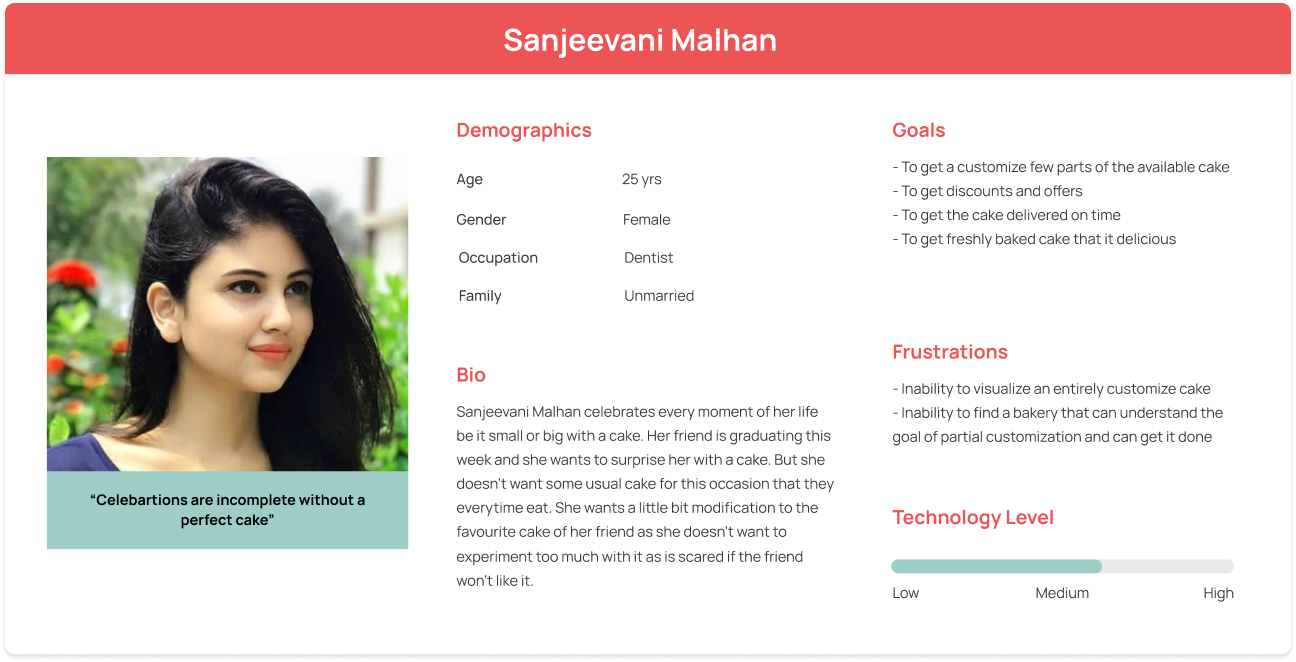 Sanjeevani Malhan
“Celebartions are incomplete without a
perfect cake”
Demographics
Age 25 yrs
Gender Female
Occupation Dentist
Family Unmarried
Bio
Sanjeevani Malhan celebrates every moment of her life
be it small or big with a cake. Her friend is graduating this
week and she wants to surprise her with a cake. But she
doesn't want some usual cake for this occasion that they
everytime eat. She wants a little bit modification to the
favourite cake of her friend as she doesn't want to
experiment too much with it as is scared if the friend
won't like it.
Goals
- To get a customize few parts of the available cake
- To get discounts and offers
- To get the cake delivered on time
- To get freshly baked cake that it delicious
Frustrations
- Inability to visualize an entirely customize cake
- Inability to find a bakery that can understand the
goal of partial customization and can get it done
Technology Level
Low Medium High